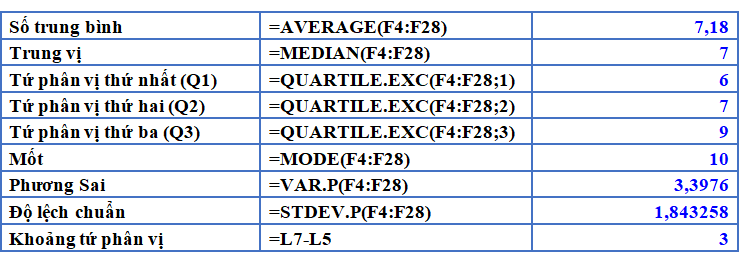 Số trung bình =AVERAGE(F4:F28) 7,18
Trung vị =MEDIAN(F4:F28) 7
Tứ phân vị thứ nhất (Q1) =QUARTILE.EXC(F4:F28;1) 6
Tứ phân vị thứ hai (Q2) =QUARTILE.EXC(F4:F28;2) 7
Tứ phân vị thứ ba (Q3) =QUARTILE.EXC(F4:F28;3) 9
Mốt =MODE(F4:F28) 10
Phương Sai =VAR.P(F4:F28) 3,3976
Độ lệch chuẩn =STDEV.P(F4:F28) 1,843258
Khoảng tứ phân vị =L7-L5 3